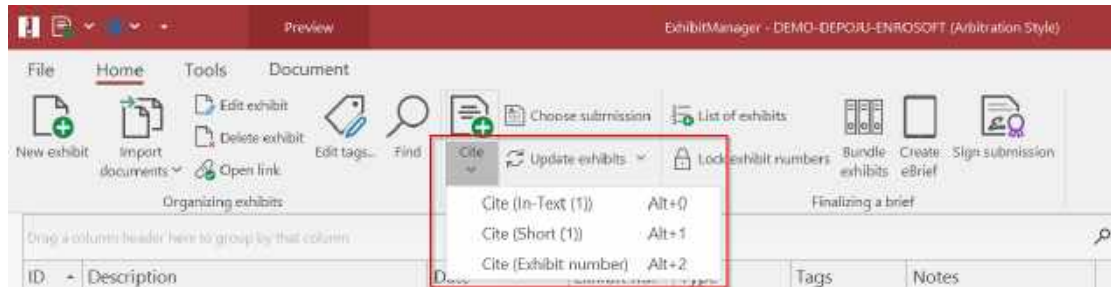 Preview
ExhibitManager - DEMO-DEPOJU-ENROSOFT (Arbitration Style)
File Home Tools Document
New exhibit
Import documents
Edit exhibit
Delete exhibit
Open link
Edit tags...
Find
Cite
Choose submission
Update exhibits
List of exhibits
Lock exhibit numbers
Bundle exhibits
Create eBrief
Sign submission
Organizing exhibits
Finalizing a brief
Cite (In-Text (1)) Alt+0
Cite (Short (1)) Alt+1
Cite (Exhibit number) Alt+2
Drag a column header here to group by that column
ID Description Date Type Tags Notes